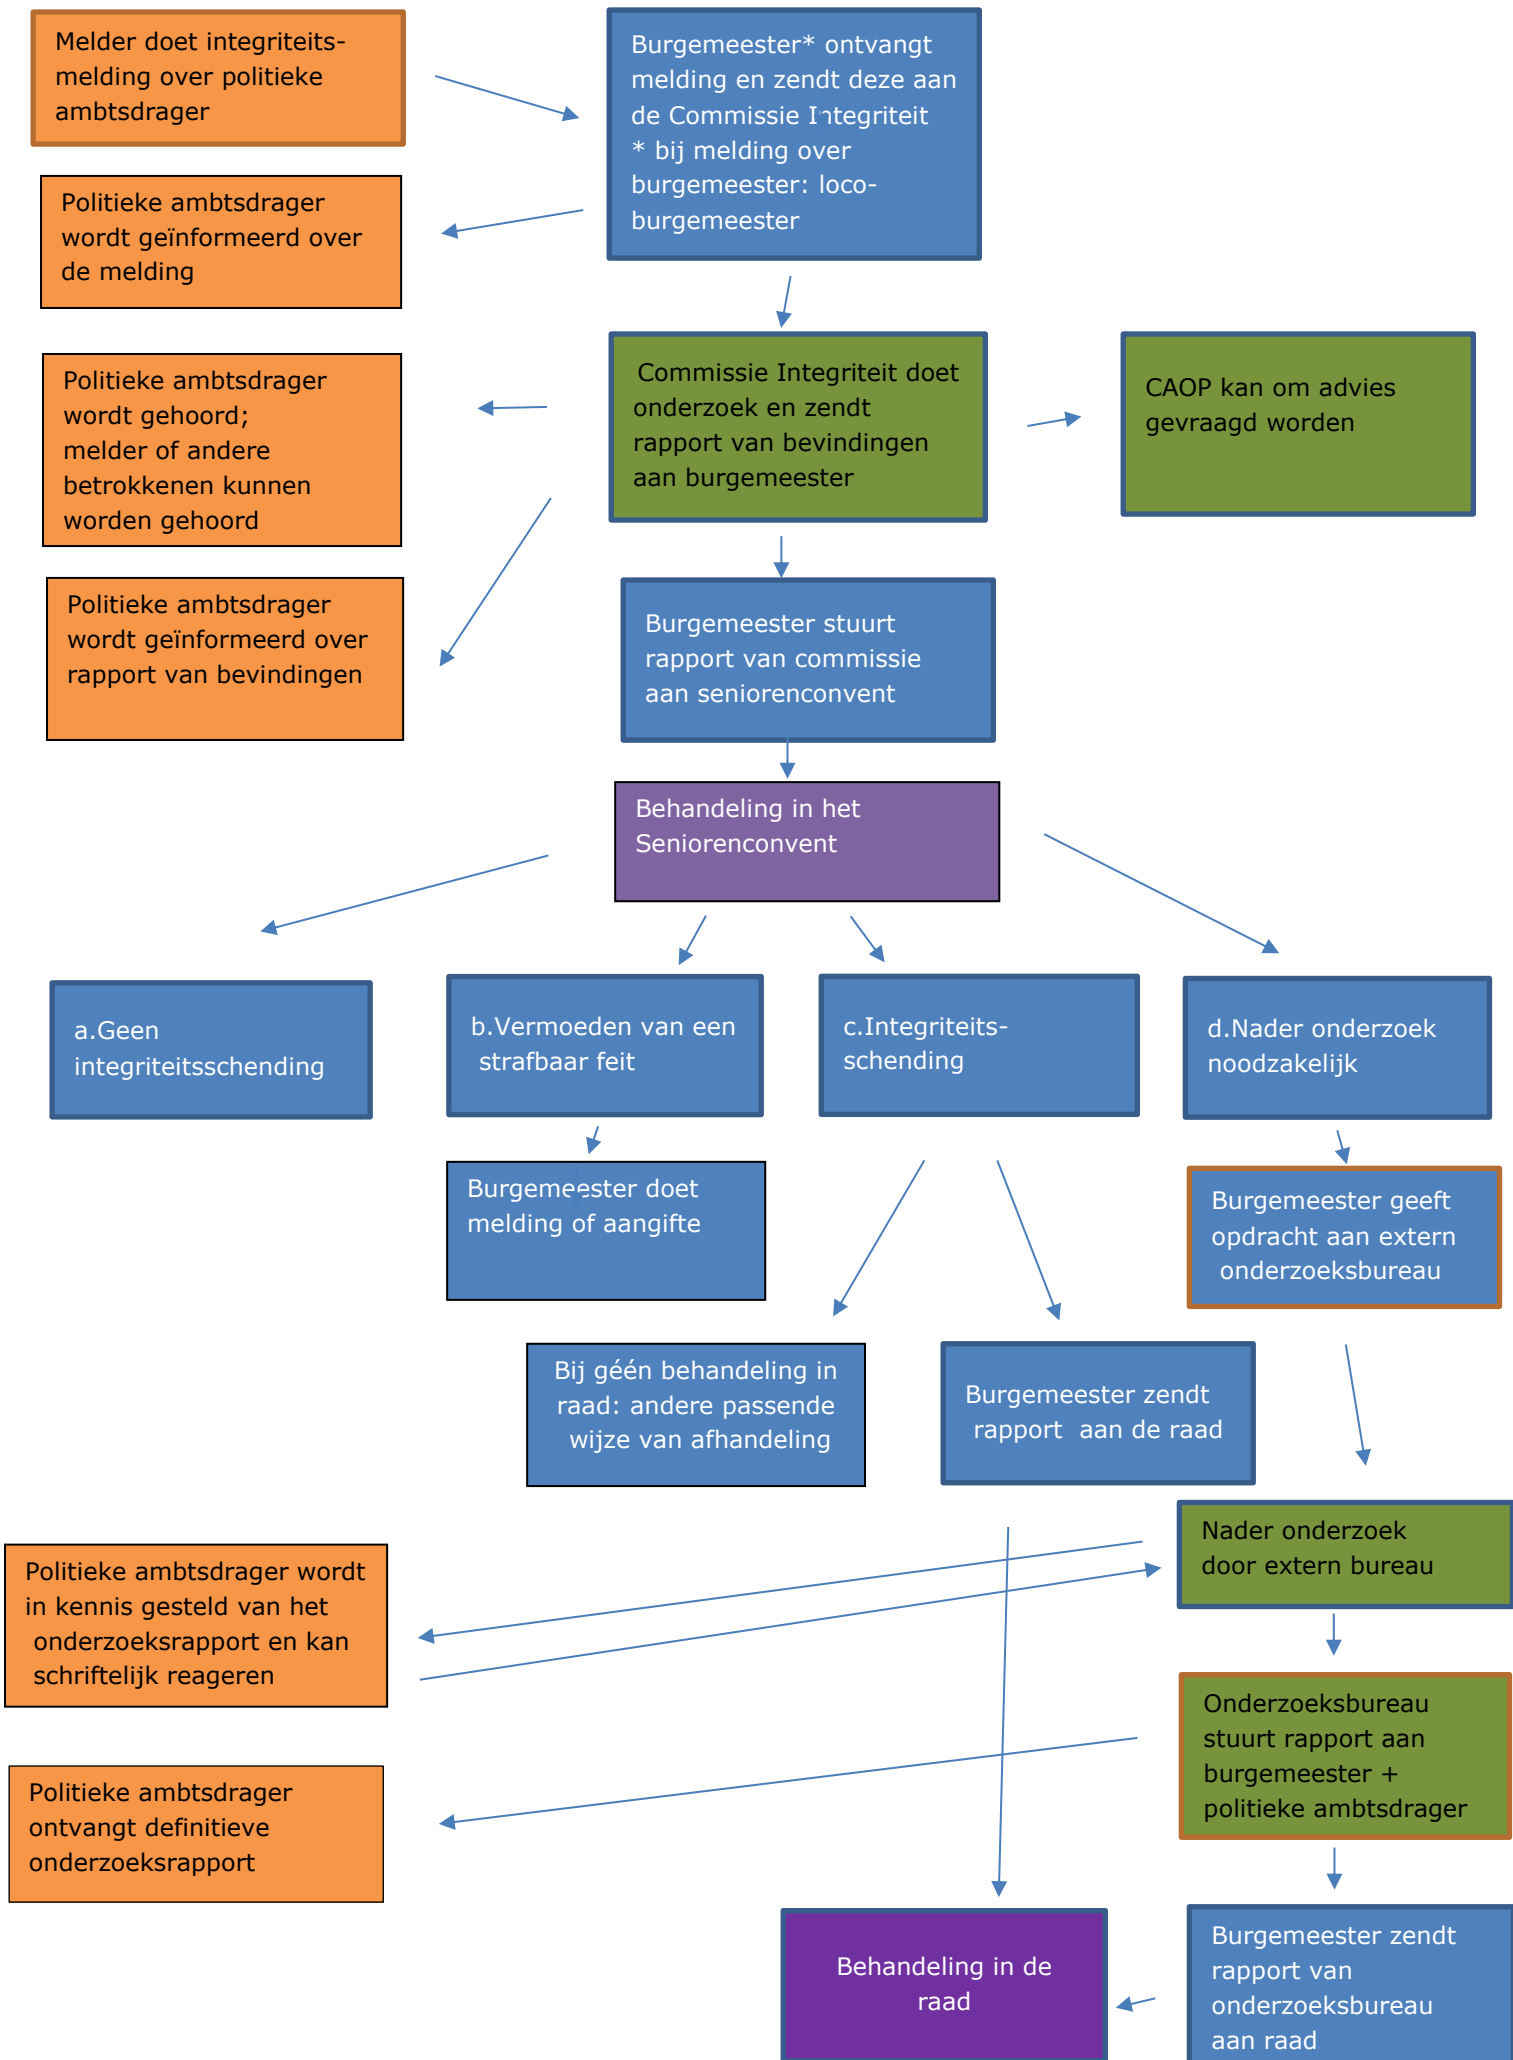 Melder doet integriteits-
melding over politieke
ambtsdrager
Burgemeester* ontvangt
melding en zendt deze aan
de Commissie Integriteit
* bij melding over
burgemeester: loco-
burgemeester
Politieke ambtsdrager
wordt geïnformeerd over
de melding
Politieke ambtsdrager
wordt gehoord;
melder of andere
betrokkenen kunnen
worden gehoord
Commissie Integriteit doet
onderzoek en zendt
rapport van bevindingen
aan burgemeester
CAOP kan om advies
gevraagd worden
Politieke ambtsdrager
wordt geïnformeerd over
rapport van bevindingen
Burgemeester stuurt
rapport van commissie
aan seniorenconvent
Behandeling in het
Seniorenconvent
a.Geen
integriteitsschending
b.Vermoeden van een
strafbaar feit
c.Integriteits-
schending
d.Nader onderzoek
noodzakelijk
Burgemeester doet
melding of aangifte
Burgemeester geeft
opdracht aan extern
onderzoeksbureau
Bij géén behandeling in
raad: andere passende
wijze van afhandeling
Burgemeester zendt
rapport  aan de raad
Nader onderzoek
door extern bureau
Politieke ambtsdrager wordt
in kennis gesteld van het
onderzoeksrapport en kan
schriftelijk reageren
Onderzoeksbureau
stuurt rapport aan
burgemeester +
politieke ambtsdrager
Politieke ambtsdrager
ontvangt definitieve
onderzoeksrapport
Behandeling in de
raad
Burgemeester zendt
rapport van
onderzoeksbureau
aan raad